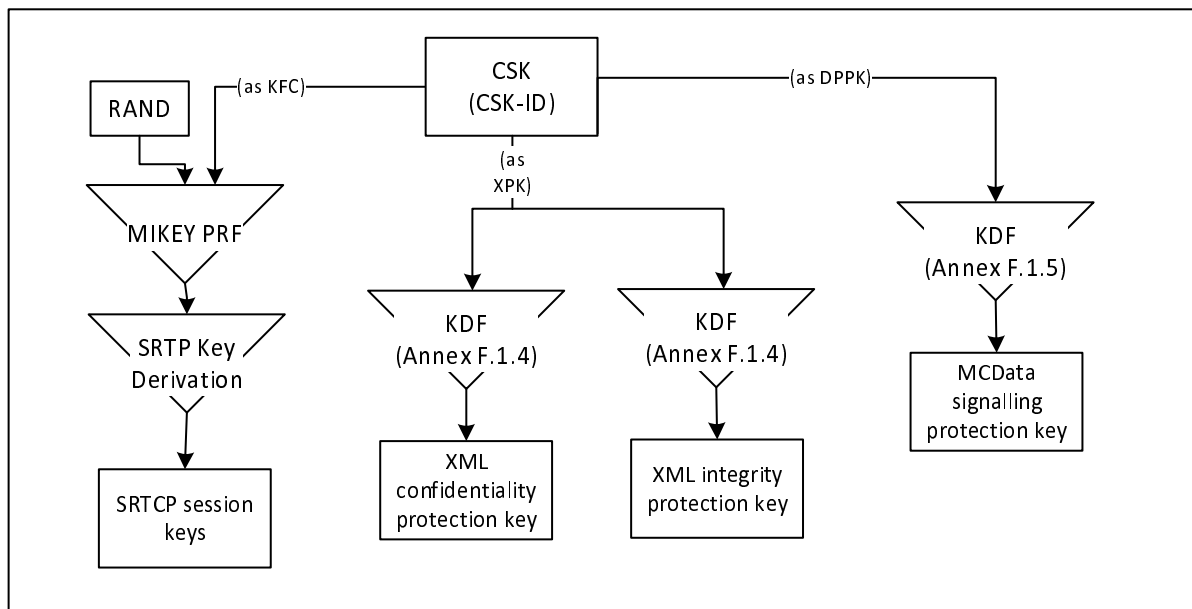 CSK
(CSK-ID)
(as KFC)
(as DPPK)
RAND
(as
XPK)
MIKEY PRF
KDF
(Annex F.1.5)
SRTP Key
Derivation
KDF
(Annex F.1.4)
KDF
(Annex F.1.4)
MCData
signalling
protection key
XML
confidentiality
protection key
XML integrity
protection key
SRTCP session
keys